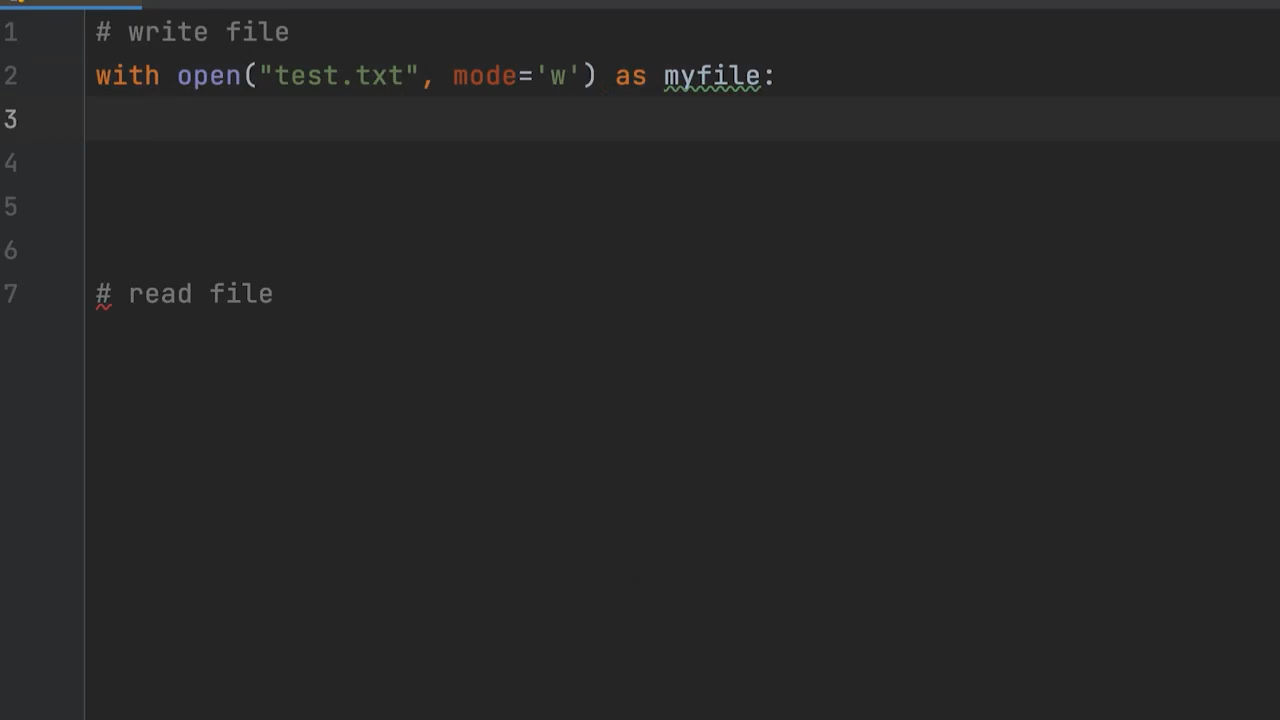 1 # write file
2 with open("test.txt", mode='w') as myfile:
3
4
5
6
7 # read file